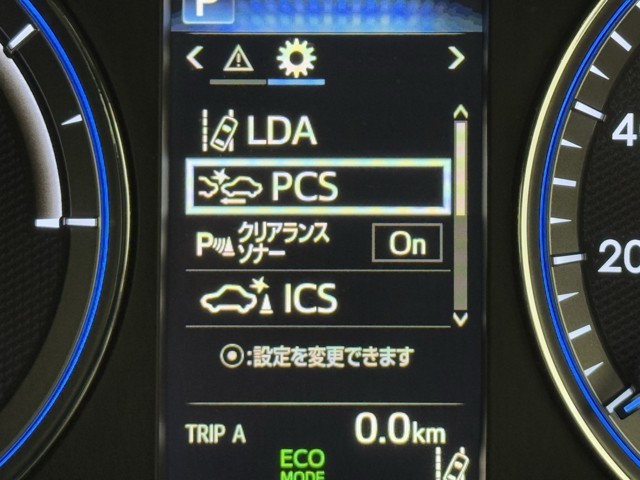 P
LDA
PCS
クリアランス
ソナー
On
ICS
:設定を変更できます
TRIP A 0.0km
ECO
MODE
40
20